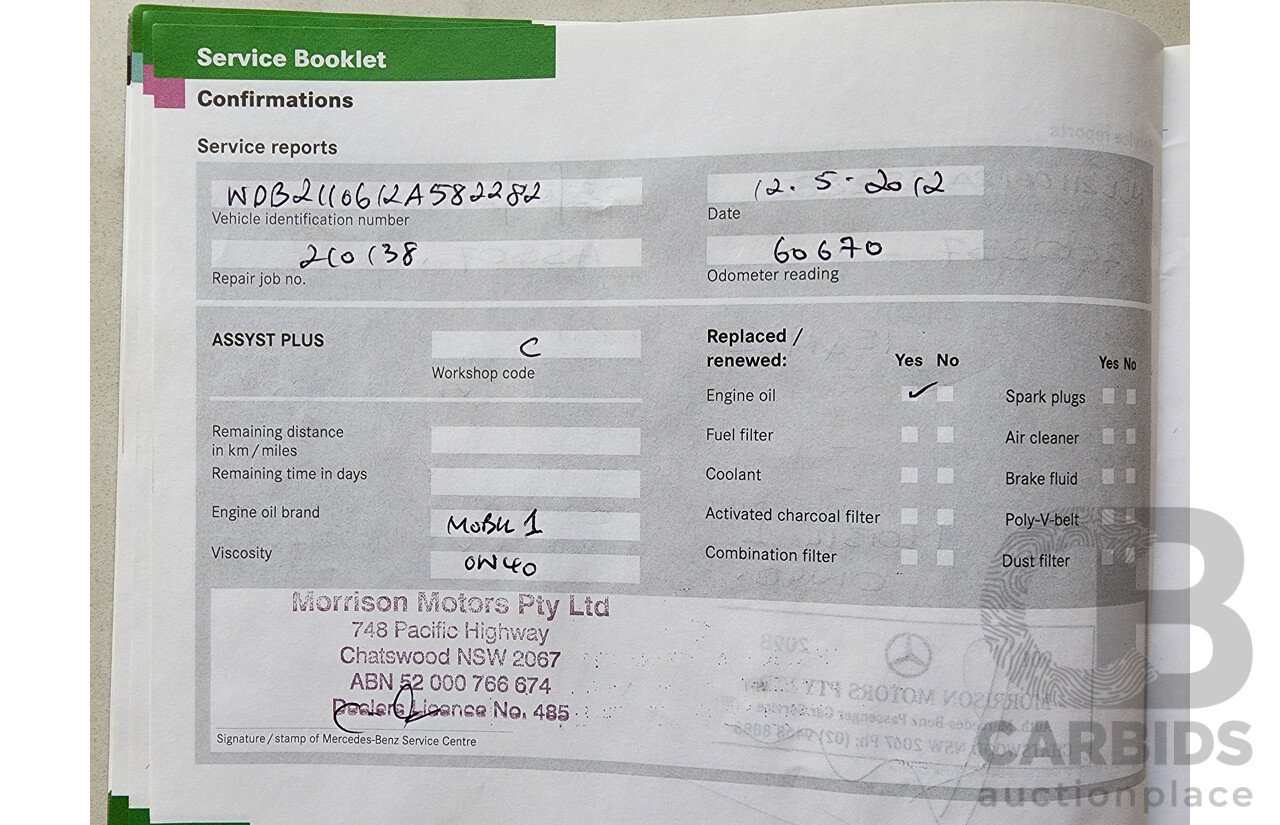 Service Booklet
Confirmations
Service reports
WDB2110612A582282
Vehicle identification number
12.5-2012
Date
210138
Repair job no.
60670
Odometer reading
ASSYST PLUS
C
Workshop code
Replaced /
renewed:
Yes No
Yes No
Engine oil
Spark plugs
Fuel filter
Air cleaner
Coolant
Brake fluid
Activated charcoal filter
Poly-V-belt
Combination filter
Dust filter
Remaining distance
in km/miles
Remaining time in days
Engine oil brand
MOBIL 1
Viscosity
0W40
Morrison Motors Pty Ltd
748 Pacific Highway
Chatswood NSW 2067
ABN 52 000 766 674
Dealers Licence No. 485
Signature/stamp of Mercedes-Benz Service Centre
CARBIDS
auctionplace